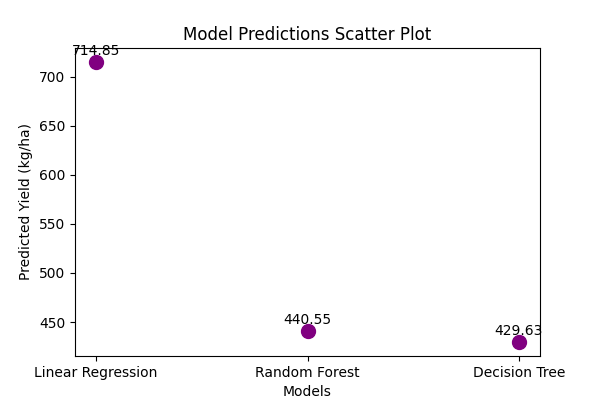 Model Predictions Scatter Plot
714.85
700
650
600
550
500
450
Predicted Yield (kg/ha)
440.55
429.63
Linear Regression
Random Forest
Decision Tree
Models